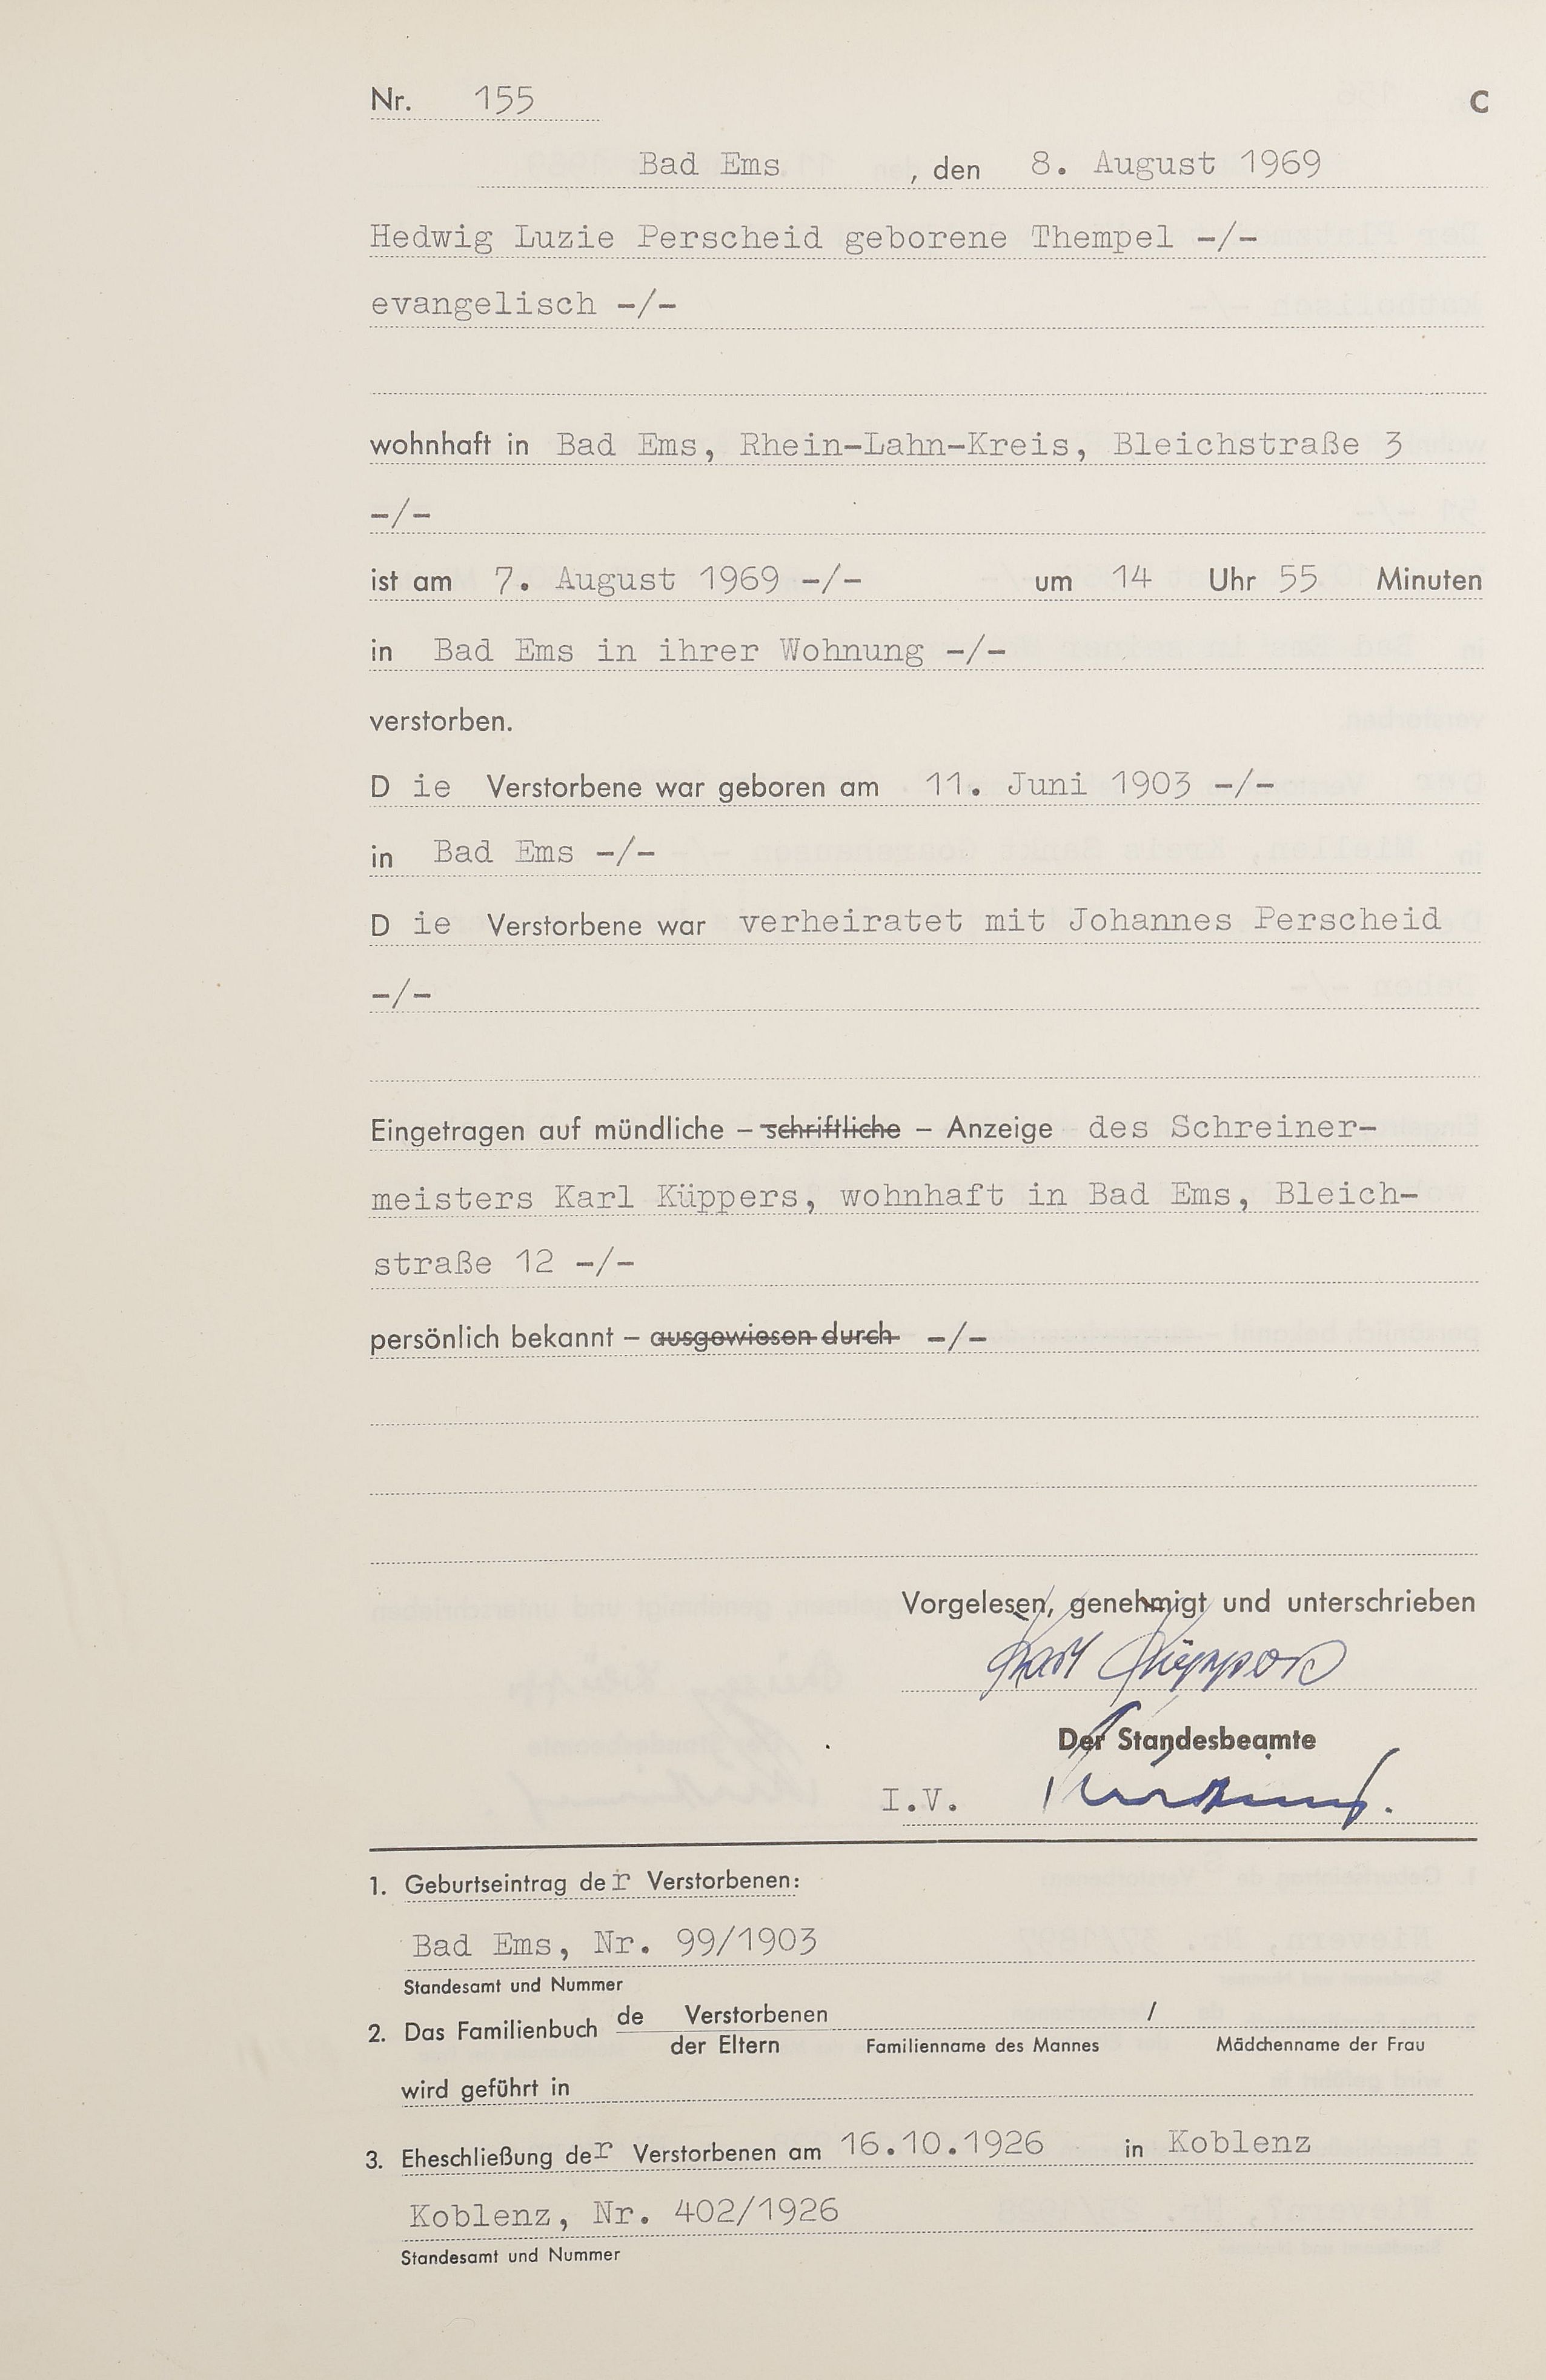 Nr. 155 C
Bad Ems , den 8. August 1969
Hedwig Luzie Perscheid geborene Thempel -/-
evangelisch -/-
wohnhaft in Bad Ems, Rhein-Lahn-Kreis, Bleichstraße 3
-/-
ist am 7. August 1969 -/- um 14 Uhr 55 Minuten
in Bad Ems in ihrer Wohnung -/-
verstorben.
D ie Verstorbene war geboren am 11. Juni 1903 -/-
in Bad Ems -/-
D ie Verstorbene war verheiratet mit Johannes Perscheid
-/-
Eingetragen auf mündliche – schriftliche – Anzeige des Schreiner-
meisters Karl Küppers, wohnhaft in Bad Ems, Bleich-
straße 12 -/-
persönlich bekannt – ausgewiesen durch -/-
Vorgelesen, genehmigt und unterschrieben
Karl Küppers
Der Standesbeamte
I.V.
1. Geburtseintrag der Verstorbenen:
Bad Ems, Nr. 99/1903
Standesamt und Nummer
2. Das Familienbuch de Verstorbenen /
der Eltern Familienname des Mannes Mädchenname der Frau
wird geführt in
3. Eheschließung der Verstorbenen am 16.10.1926 in Koblenz
Koblenz, Nr. 402/1926
Standesamt und Nummer